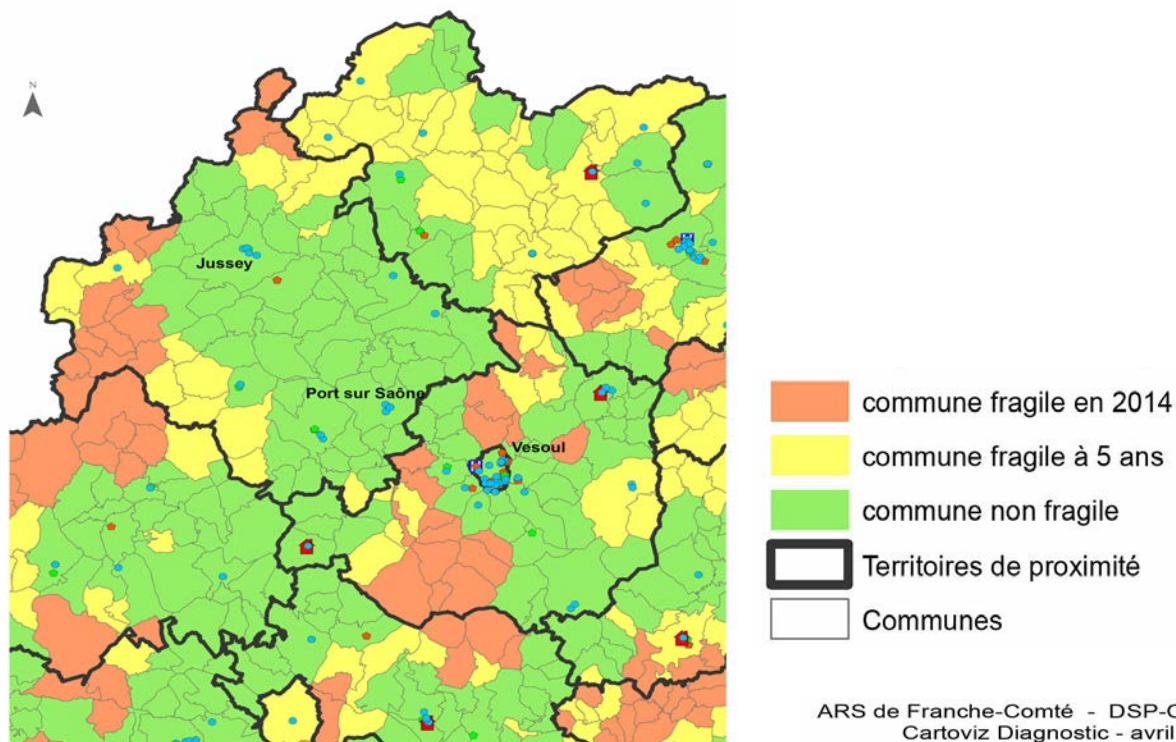 N
Jussey
Port sur Saône
Vesoul
commune fragile en 2014
commune fragile à 5 ans
commune non fragile
Territoires de proximité
Communes
ARS de Franche-Comté - DSP-
Cartoviz Diagnostic - avril